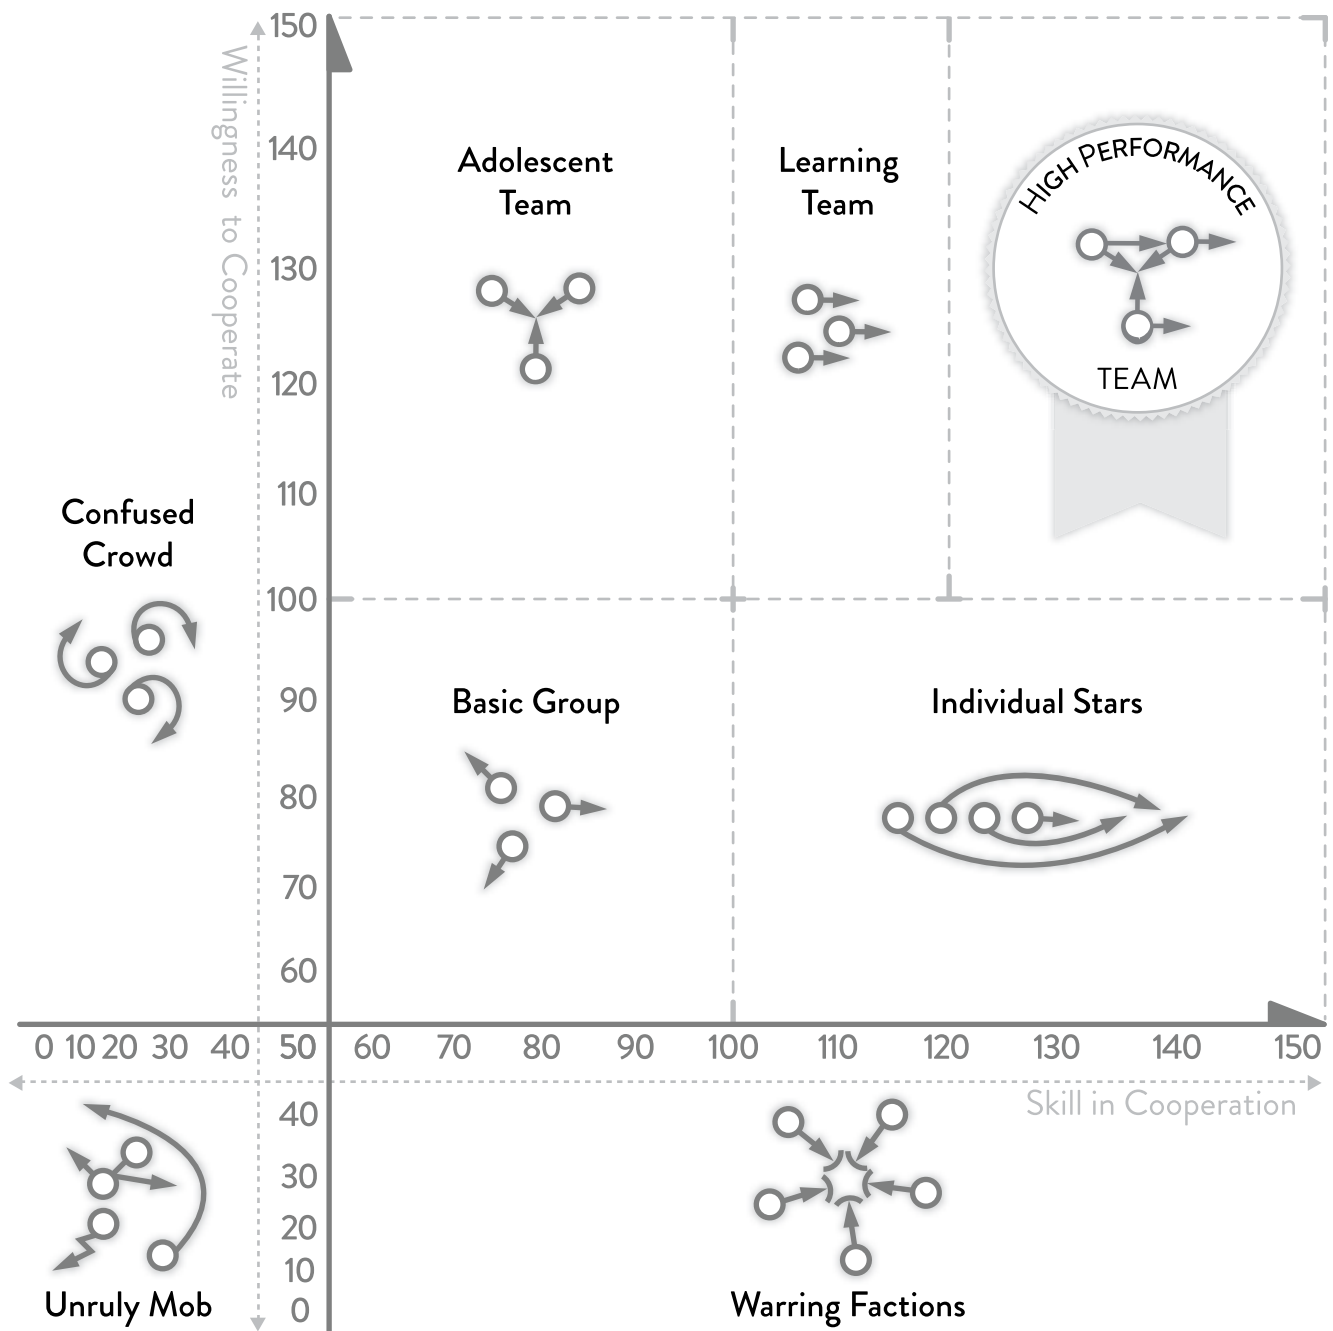 150
Willingness to Cooperate
140
Adolescent
Team
Learning
Team
HIGH PERFORMANCE
TEAM
130
120
110
Confused
Crowd
100
90
Basic Group
Individual Stars
80
70
60
0 10 20 30 40 50 60 70 80 90 100 110 120 130 140 150
Skill in Cooperation
40
30
20
10
0
Unruly Mob
Warring Factions